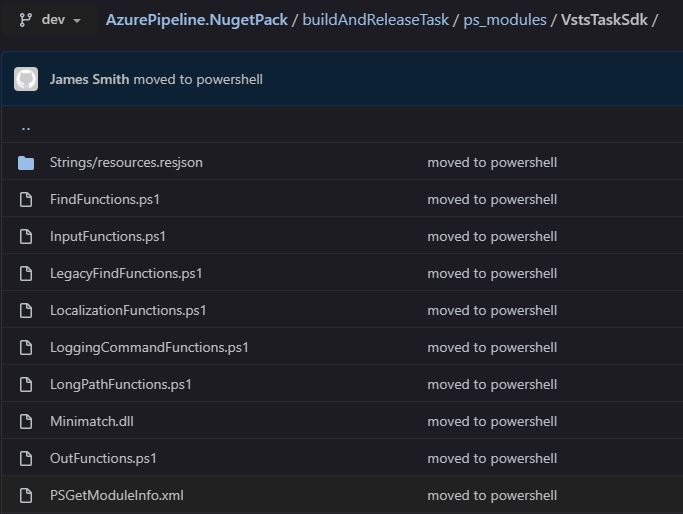 dev AzurePipeline.NugetPack / buildAndReleaseTask / ps_modules / VstsTaskSdk /
James Smith moved to powershell
..
Strings/resources.resjson moved to powershell
FindFunctions.ps1 moved to powershell
InputFunctions.ps1 moved to powershell
LegacyFindFunctions.ps1 moved to powershell
LocalizationFunctions.ps1 moved to powershell
LoggingCommandFunctions.ps1 moved to powershell
LongPathFunctions.ps1 moved to powershell
Minimatch.dll moved to powershell
OutFunctions.ps1 moved to powershell
PSGetModuleInfo.xml moved to powershell